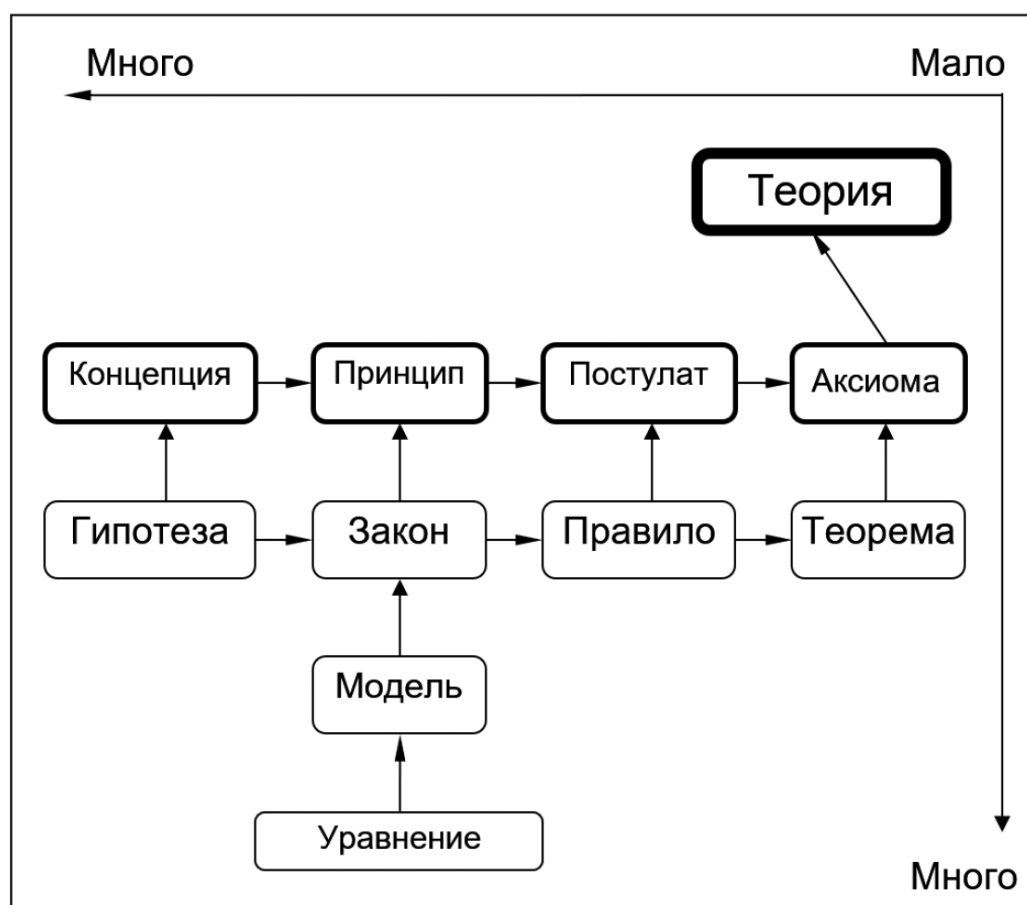 Много
Мало
Теория
Концепция
Принцип
Постулат
Аксиома
Гипотеза
Закон
Правило
Теорема
Модель
Уравнение
Много